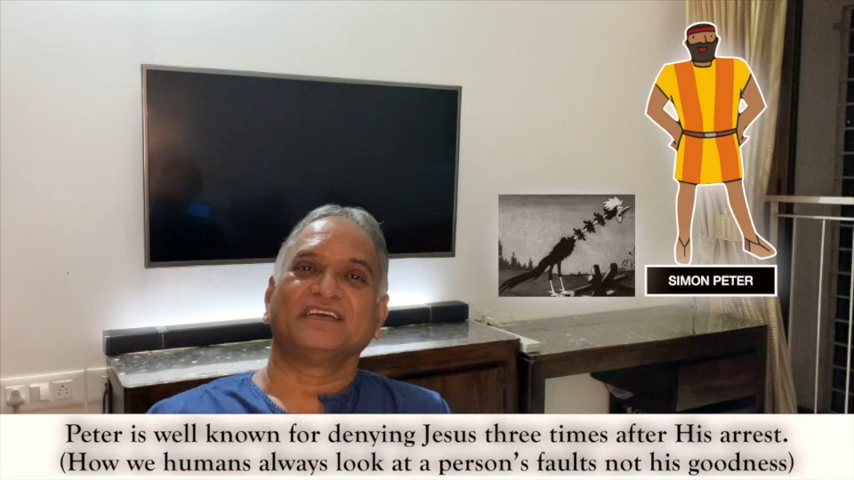 SIMON PETER
Peter is well known for denying Jesus three times after His arrest.
(How we humans always look at a person's faults not his goodness)